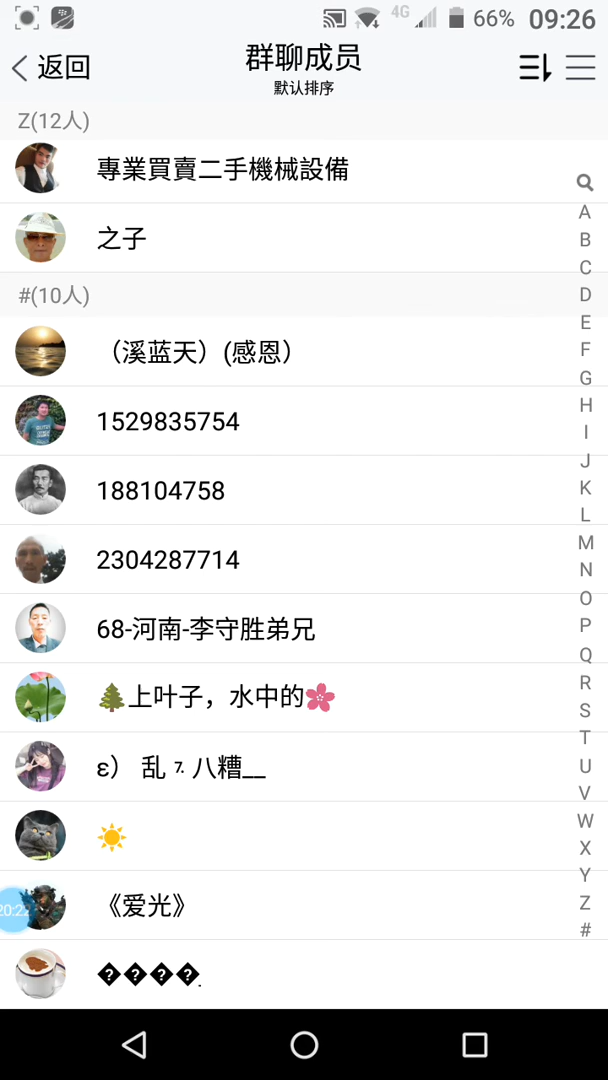 4G 66% 09:26
返回
群聊成员
默认排序
Z(12人)
專業買賣二手機械設備
之子
#(10人)
（溪蓝天）(感恩）
1529835754
188104758
2304287714
68-河南-李守胜弟兄
🌲上叶子，水中的🌸
ε） 乱 ⒎ 八糟__
☀
《爱光》
20:22
����.
A
B
C
D
E
F
G
H
I
J
K
L
M
N
O
P
Q
R
S
T
U
V
W
X
Y
Z
#